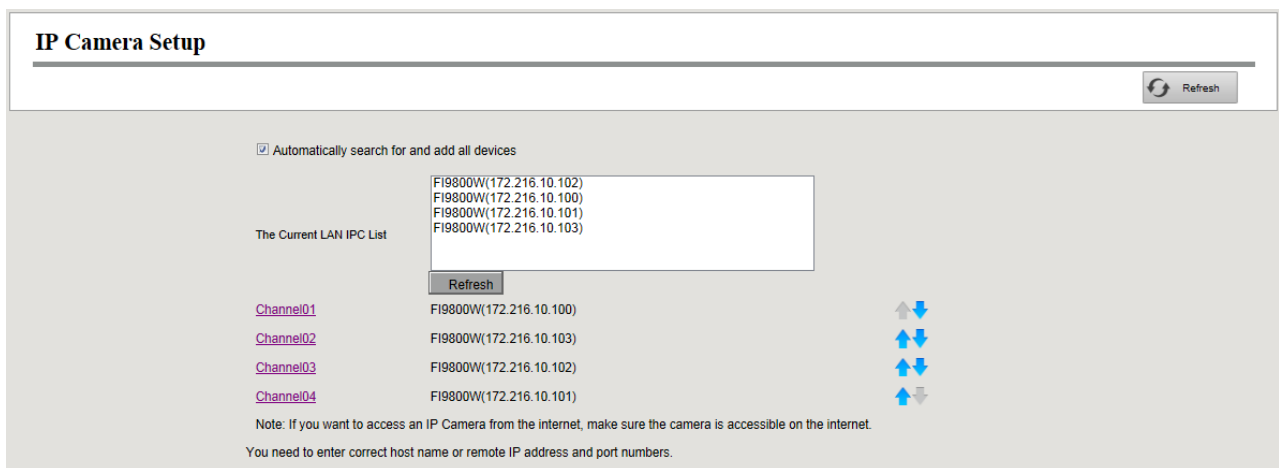 IP Camera Setup
Refresh
Automatically search for and add all devices
FI9800W(172.216.10.102)
FI9800W(172.216.10.100)
FI9800W(172.216.10.101)
FI9800W(172.216.10.103)
The Current LAN IPC List
Refresh
Channel01 FI9800W(172.216.10.100)
Channel02 FI9800W(172.216.10.103)
Channel03 FI9800W(172.216.10.102)
Channel04 FI9800W(172.216.10.101)
Note: If you want to access an IP Camera from the internet, make sure the camera is accessible on the internet.
You need to enter correct host name or remote IP address and port numbers.